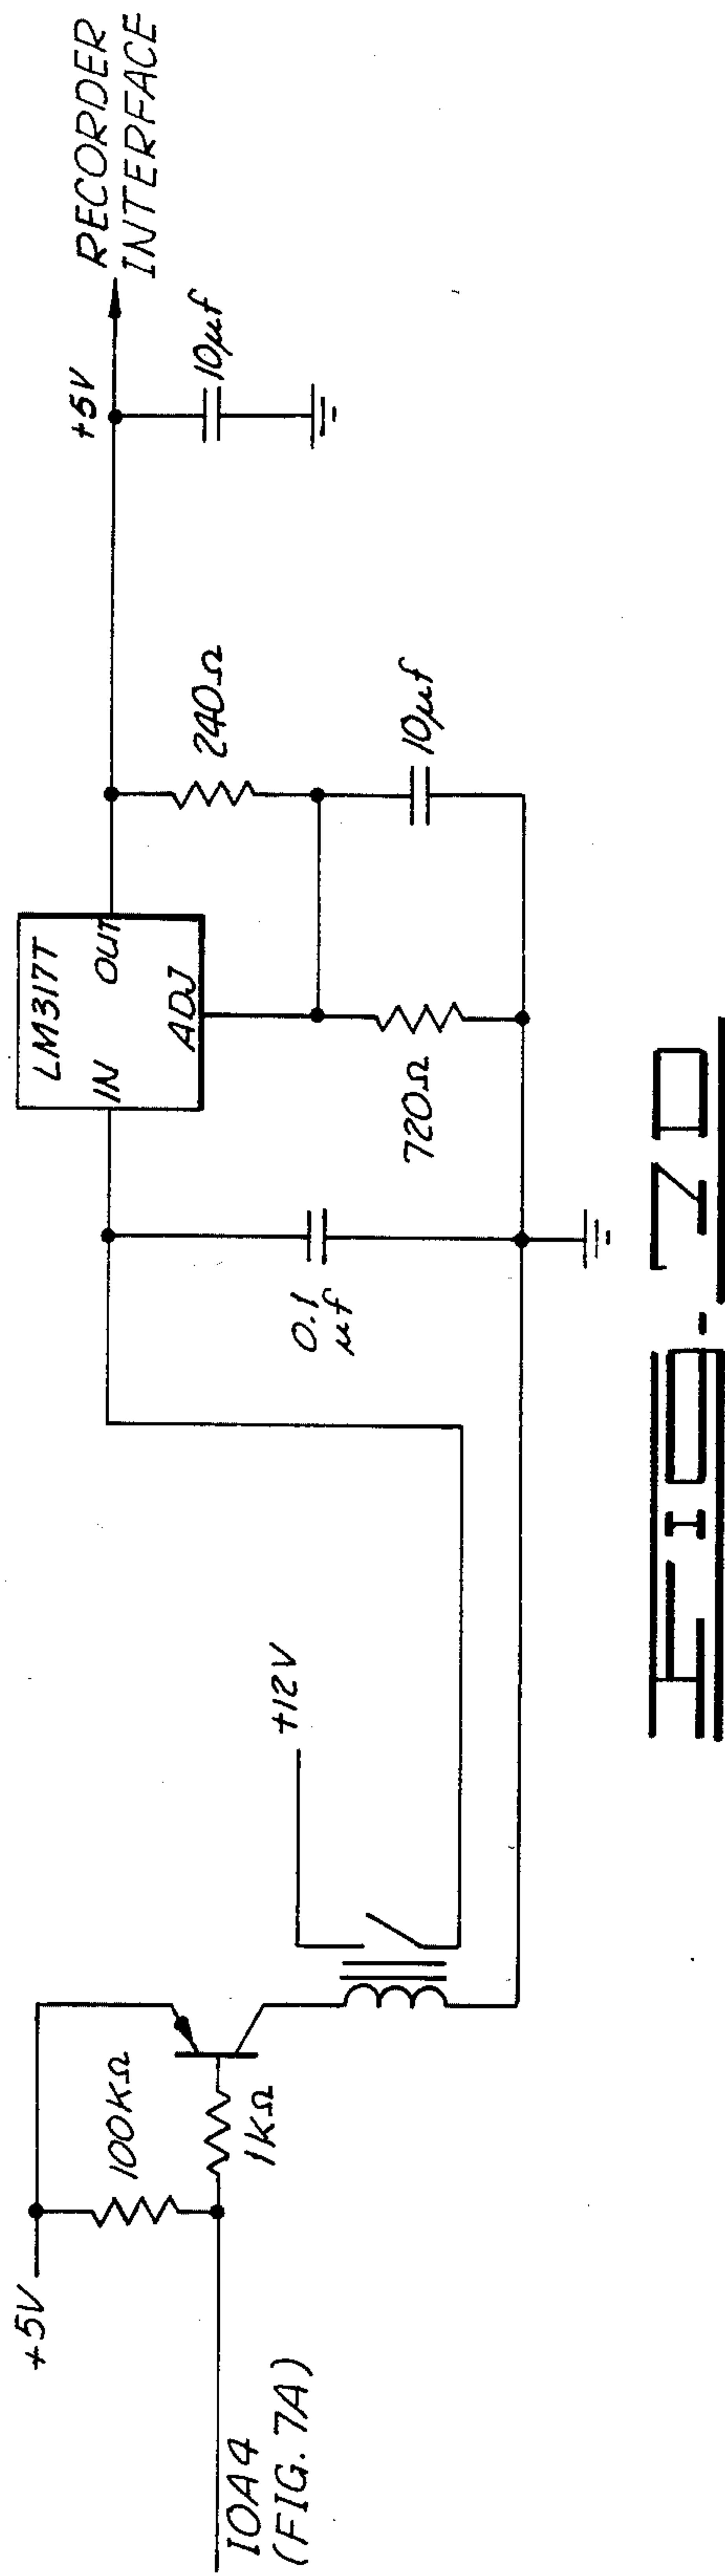 +5V
100KΩ
1KΩ
IOA4
(FIG. 7A)
+12V
0.1
µf
LM317T
IN
OUT
ADJ
720Ω
240Ω
10µf
+5V
10µf
RECORDER
INTERFACE
FIG. 7D